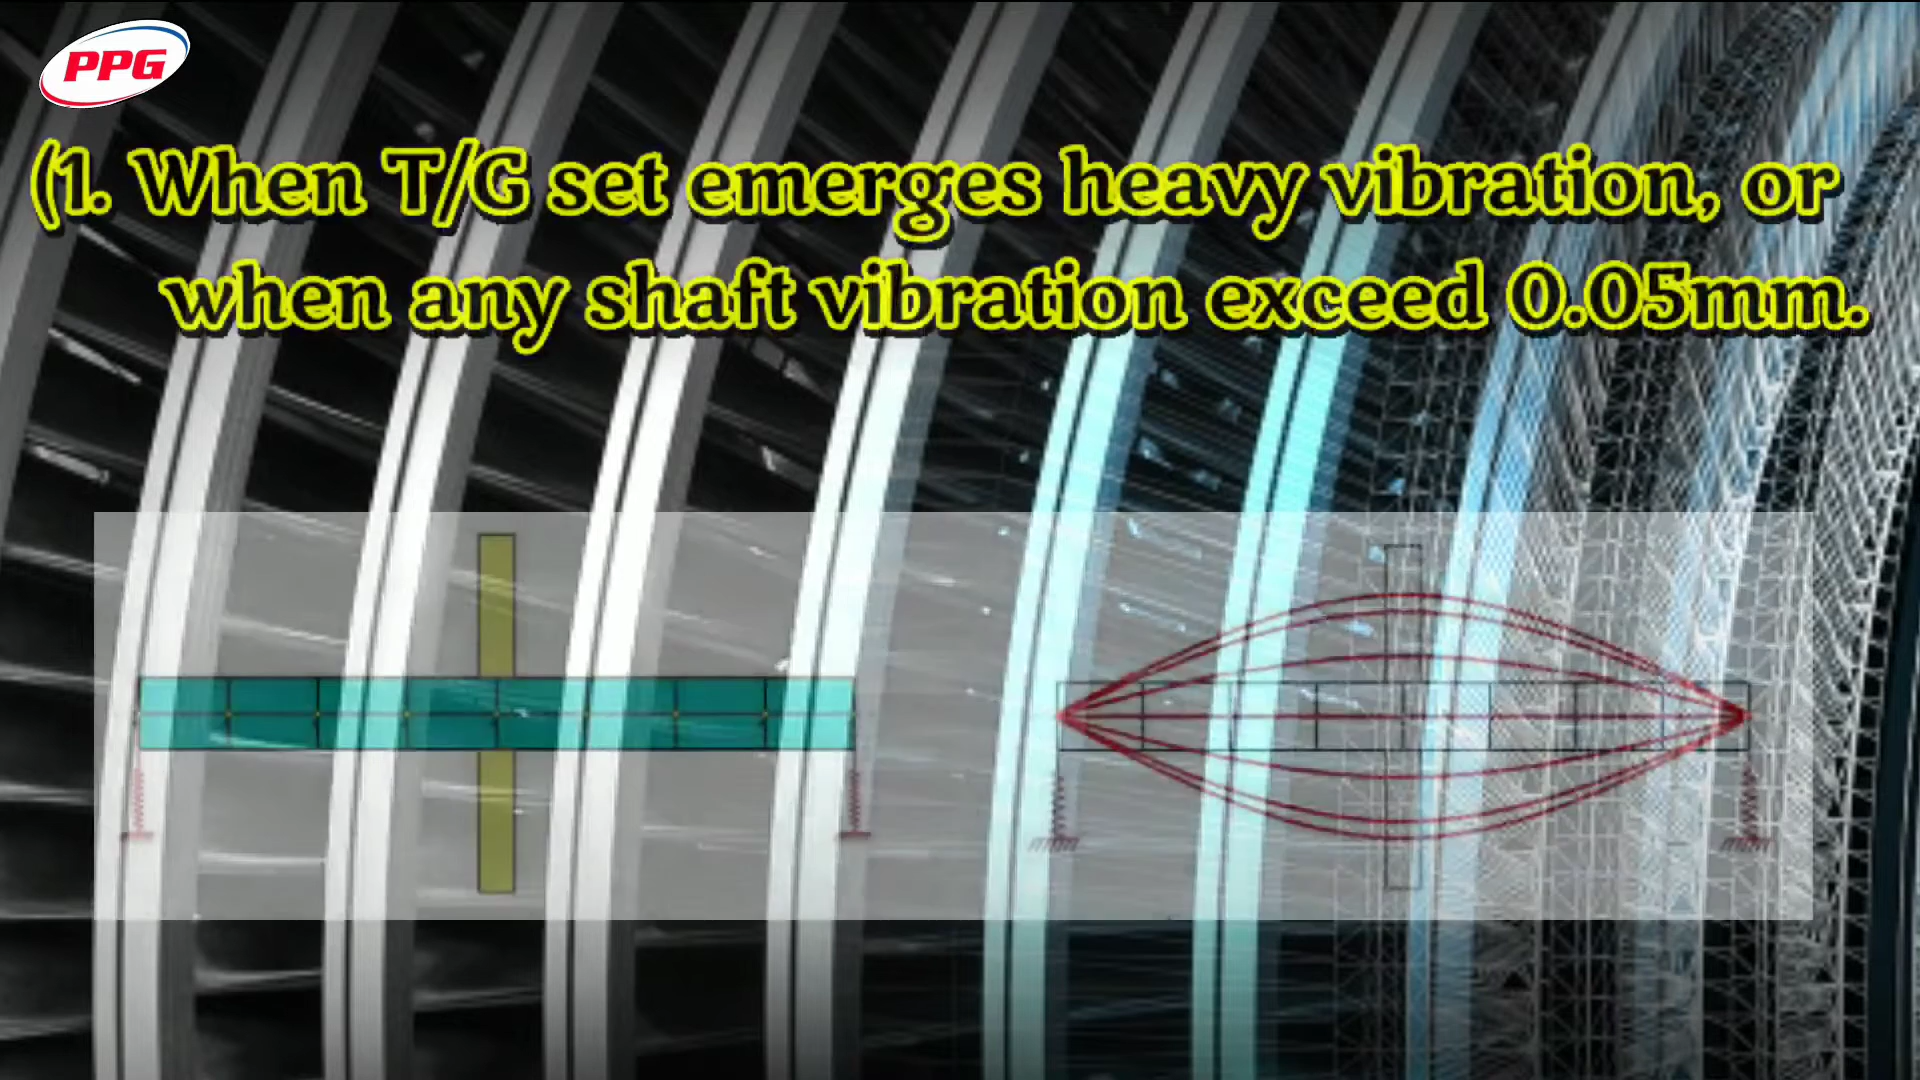 PPG
(1. When T/G set emerges heavy vibration, or
when any shaft vibration exceed 0.05mm.